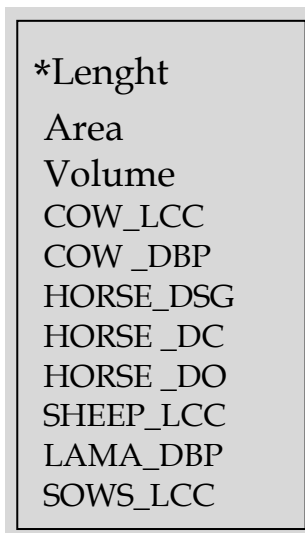 *Lenght
Area
Volume
COW_LCC
COW _DBP
HORSE_DSG
HORSE _DC
HORSE _DO
SHEEP_LCC
LAMA_DBP
SOWS_LCC